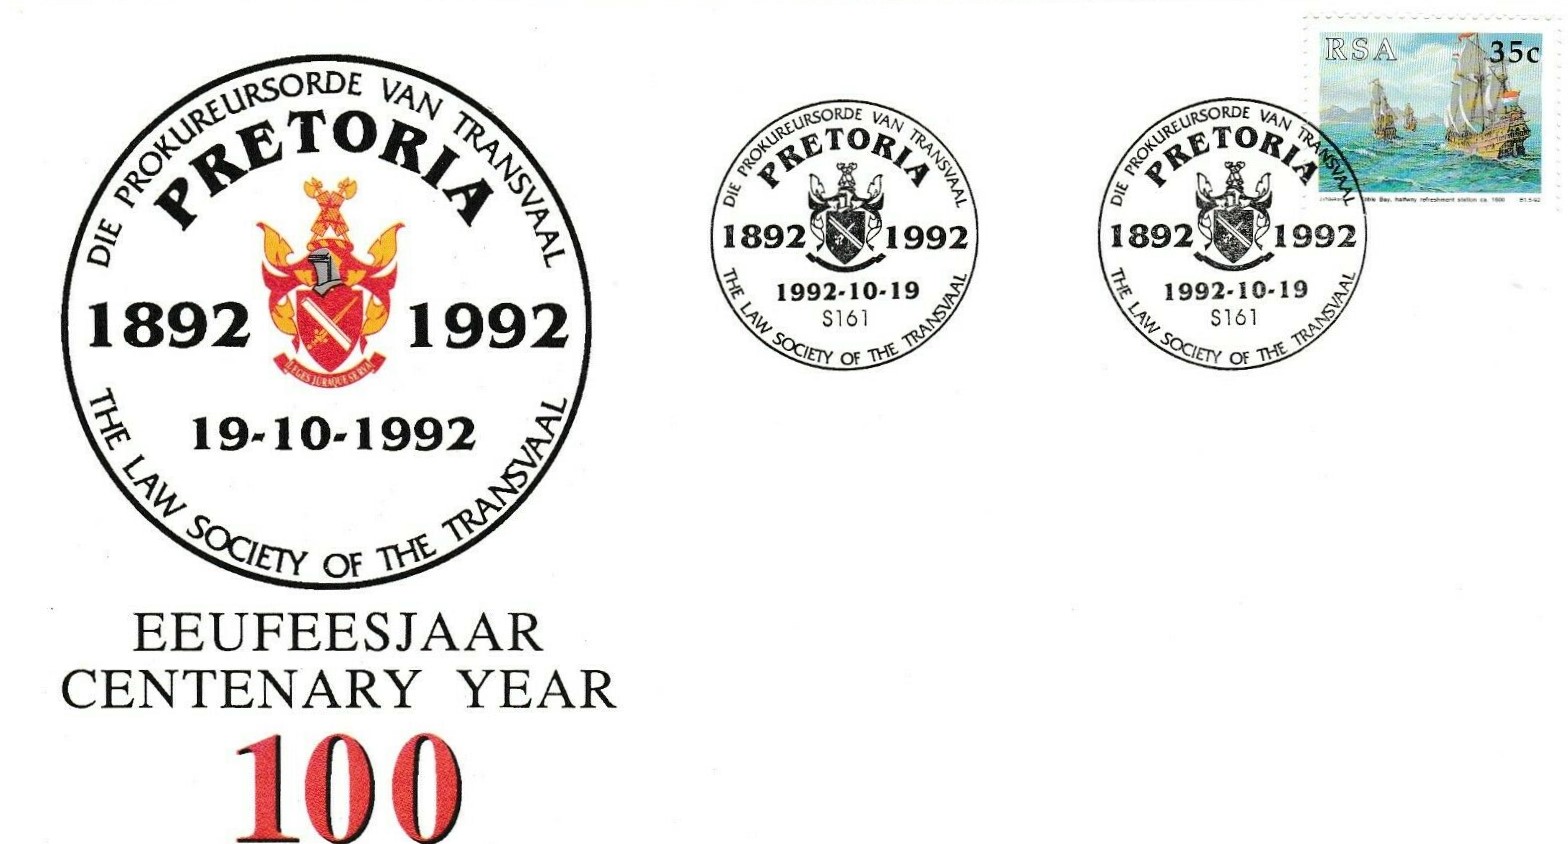 DIE PROKUREURSORDE VAN TRANSVAAL
PRETORIA
1892 1992
LEGES JURAQUE SERVAT
19-10-1992
THE LAW SOCIETY OF THE TRANSVAAL
EEUFEESJAAR
CENTENARY YEAR
100
DIE PROKUREURSORDE VAN TRANSVAAL
PRETORIA
1892 1992
1992-10-19
S161
THE LAW SOCIETY OF THE TRANSVAAL
DIE PROKUREURSORDE VAN TRANSVAAL
PRETORIA
1892 1992
1992-10-19
S161
THE LAW SOCIETY OF THE TRANSVAAL
RSA 35c
Bay, halfway refreshment station ca. 1600